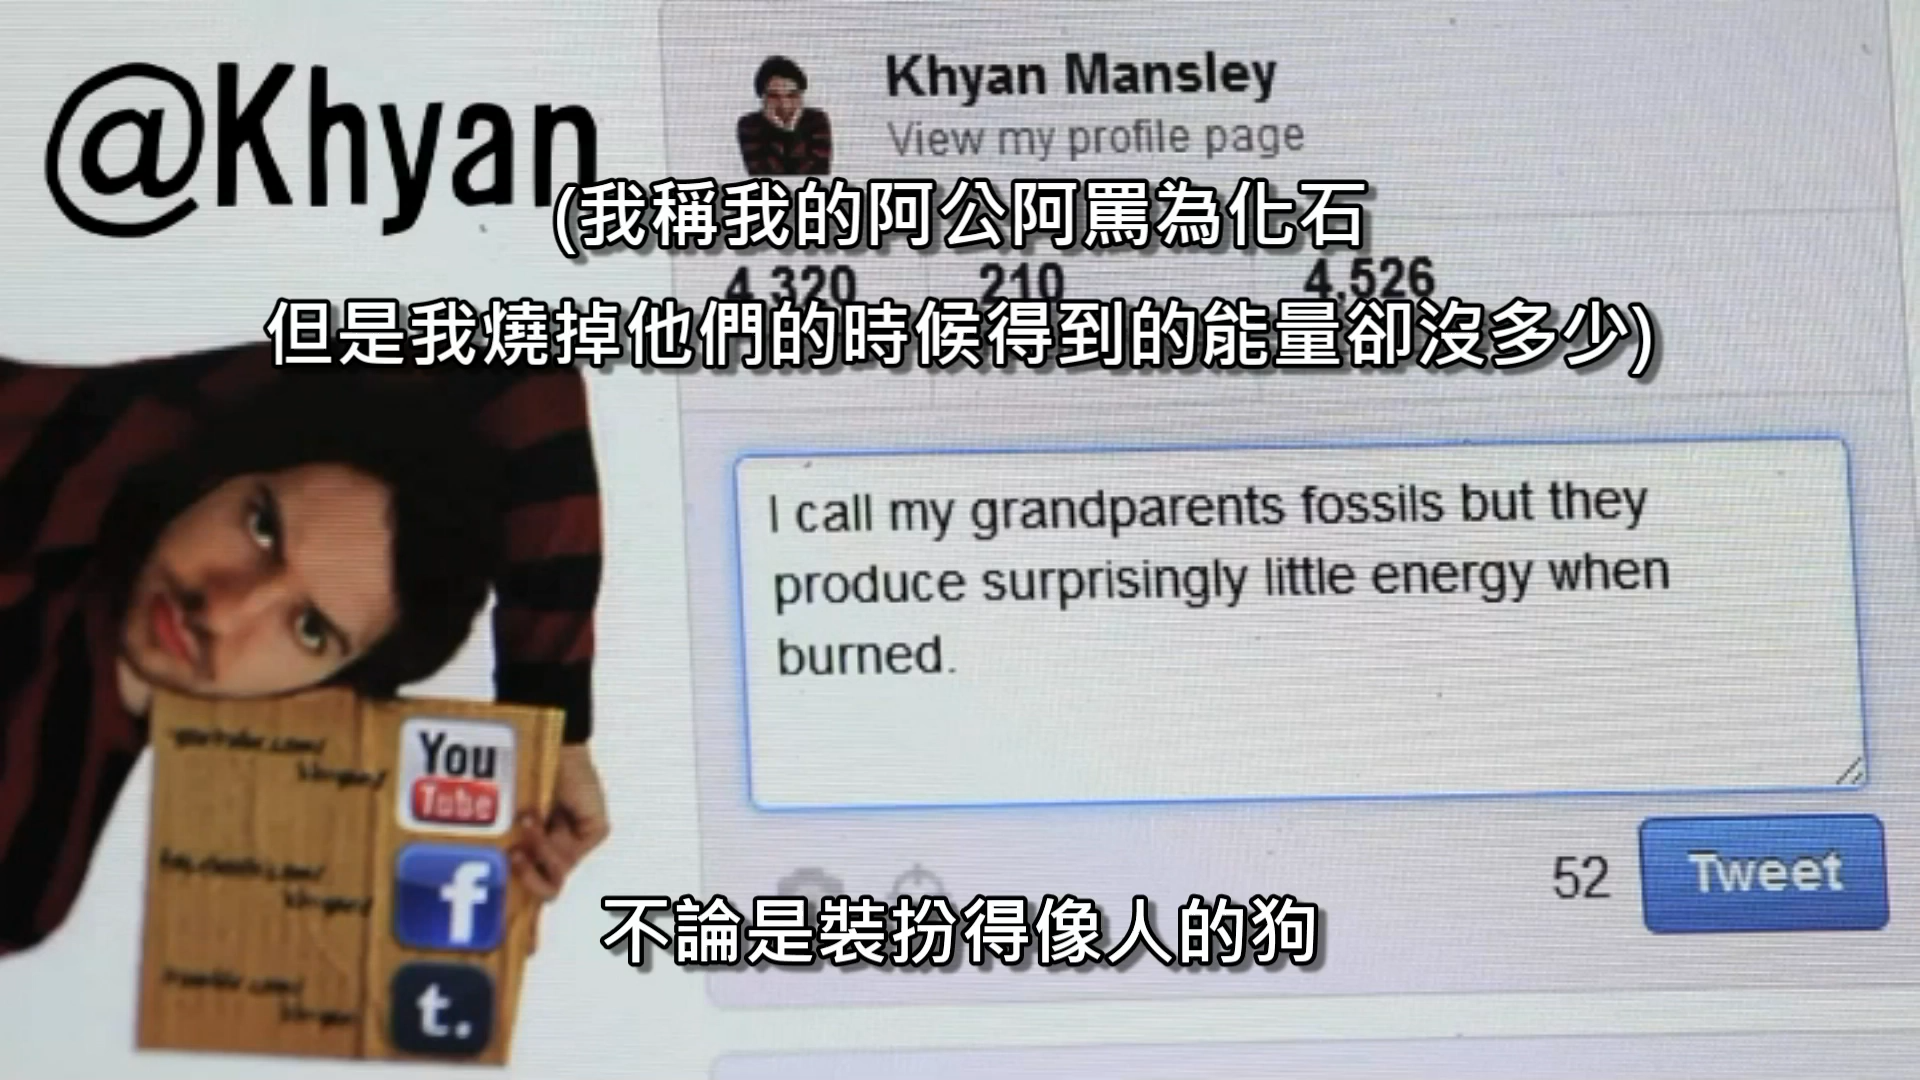 @Khyan
Khyan Mansley
View my profile page
(我稱我的阿公阿罵為化石
4,320 210 4,526
但是我燒掉他們的時候得到的能量卻沒多少)
I call my grandparents fossils but they
produce surprisingly little energy when
burned.
You
Tube
f
52 Tweet
不論是裝扮得像人的狗
t.